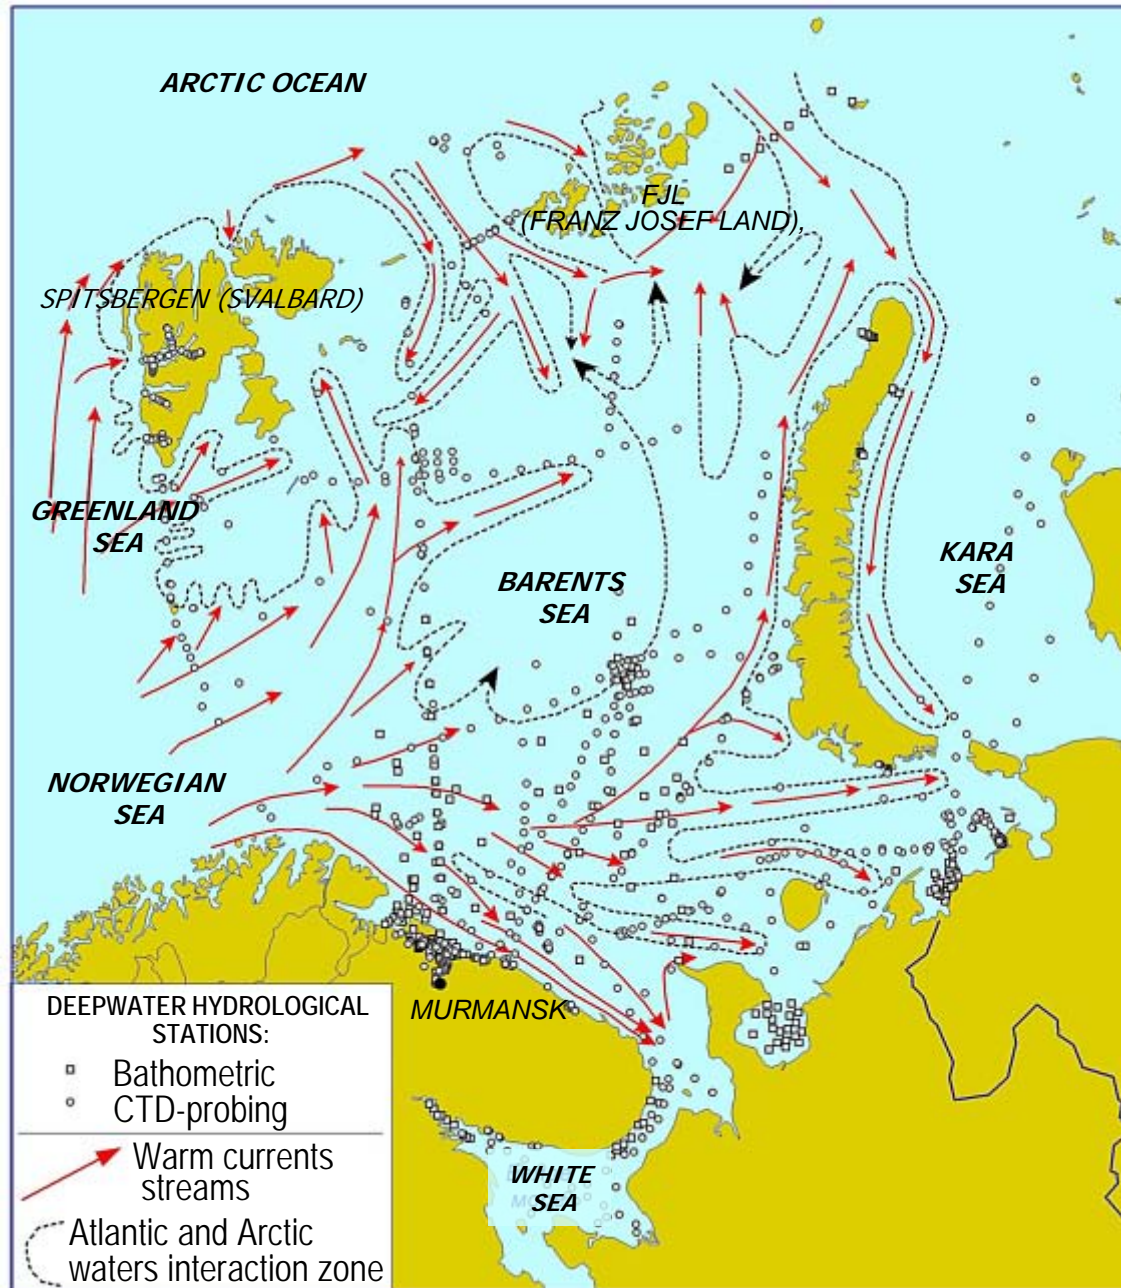 ARCTIC OCEAN
FJL
(FRANZ JOSEF LAND),
SPITSBERGEN (SVALBARD)
GREENLAND
SEA
BARENTS
SEA
KARA
SEA
NORWEGIAN
SEA
MURMANSK
WHITE
SEA
DEEPWATER HYDROLOGICAL
STATIONS:
Bathometric
CTD-probing
Warm currents
streams
Atlantic and Arctic
waters interaction zone